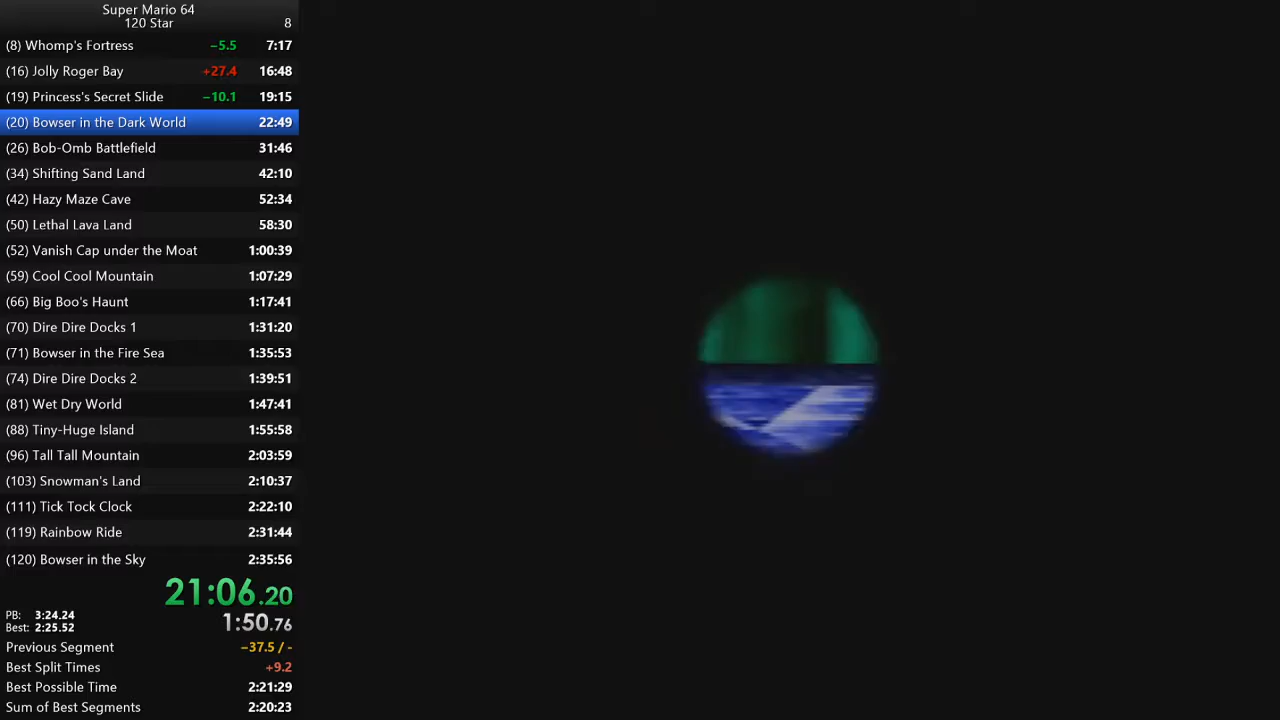 Super Mario 64
120 Star 8
(8) Whomp's Fortress −5.5 7:17
(16) Jolly Roger Bay +27.4 16:48
(19) Princess's Secret Slide −10.1 19:15
(20) Bowser in the Dark World 22:49
(26) Bob-Omb Battlefield 31:46
(34) Shifting Sand Land 42:10
(42) Hazy Maze Cave 52:34
(50) Lethal Lava Land 58:30
(52) Vanish Cap under the Moat 1:00:39
(59) Cool Cool Mountain 1:07:29
(66) Big Boo's Haunt 1:17:41
(70) Dire Dire Docks 1 1:31:20
(71) Bowser in the Fire Sea 1:35:53
(74) Dire Dire Docks 2 1:39:51
(81) Wet Dry World 1:47:41
(88) Tiny-Huge Island 1:55:58
(96) Tall Tall Mountain 2:03:59
(103) Snowman's Land 2:10:37
(111) Tick Tock Clock 2:22:10
(119) Rainbow Ride 2:31:44
(120) Bowser in the Sky 2:35:56
21:06.20
PB: 3:24.24
Best: 2:25.52
1:50.76
Previous Segment −37.5 / -
Best Split Times +9.2
Best Possible Time 2:21:29
Sum of Best Segments 2:20:23